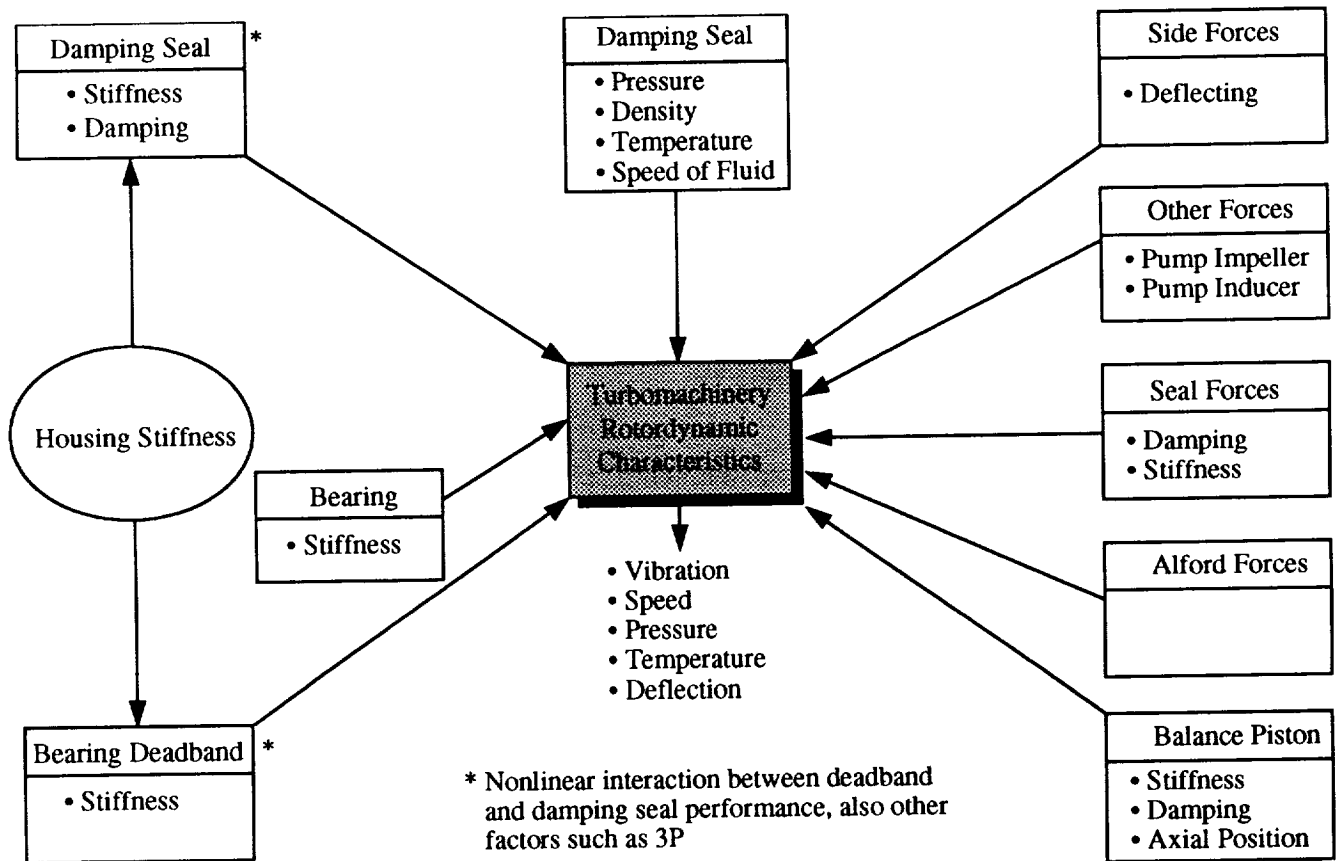 Damping Seal *
• Stiffness
• Damping
Damping Seal
• Pressure
• Density
• Temperature
• Speed of Fluid
Side Forces
• Deflecting
Other Forces
• Pump Impeller
• Pump Inducer
Housing Stiffness
Turbomachinery
Rotordynamic
Characteristics
Seal Forces
• Damping
• Stiffness
Bearing
• Stiffness
• Vibration
• Speed
• Pressure
• Temperature
• Deflection
Alford Forces
Bearing Deadband *
• Stiffness
Balance Piston
• Stiffness
• Damping
• Axial Position
* Nonlinear interaction between deadband
and damping seal performance, also other
factors such as 3P